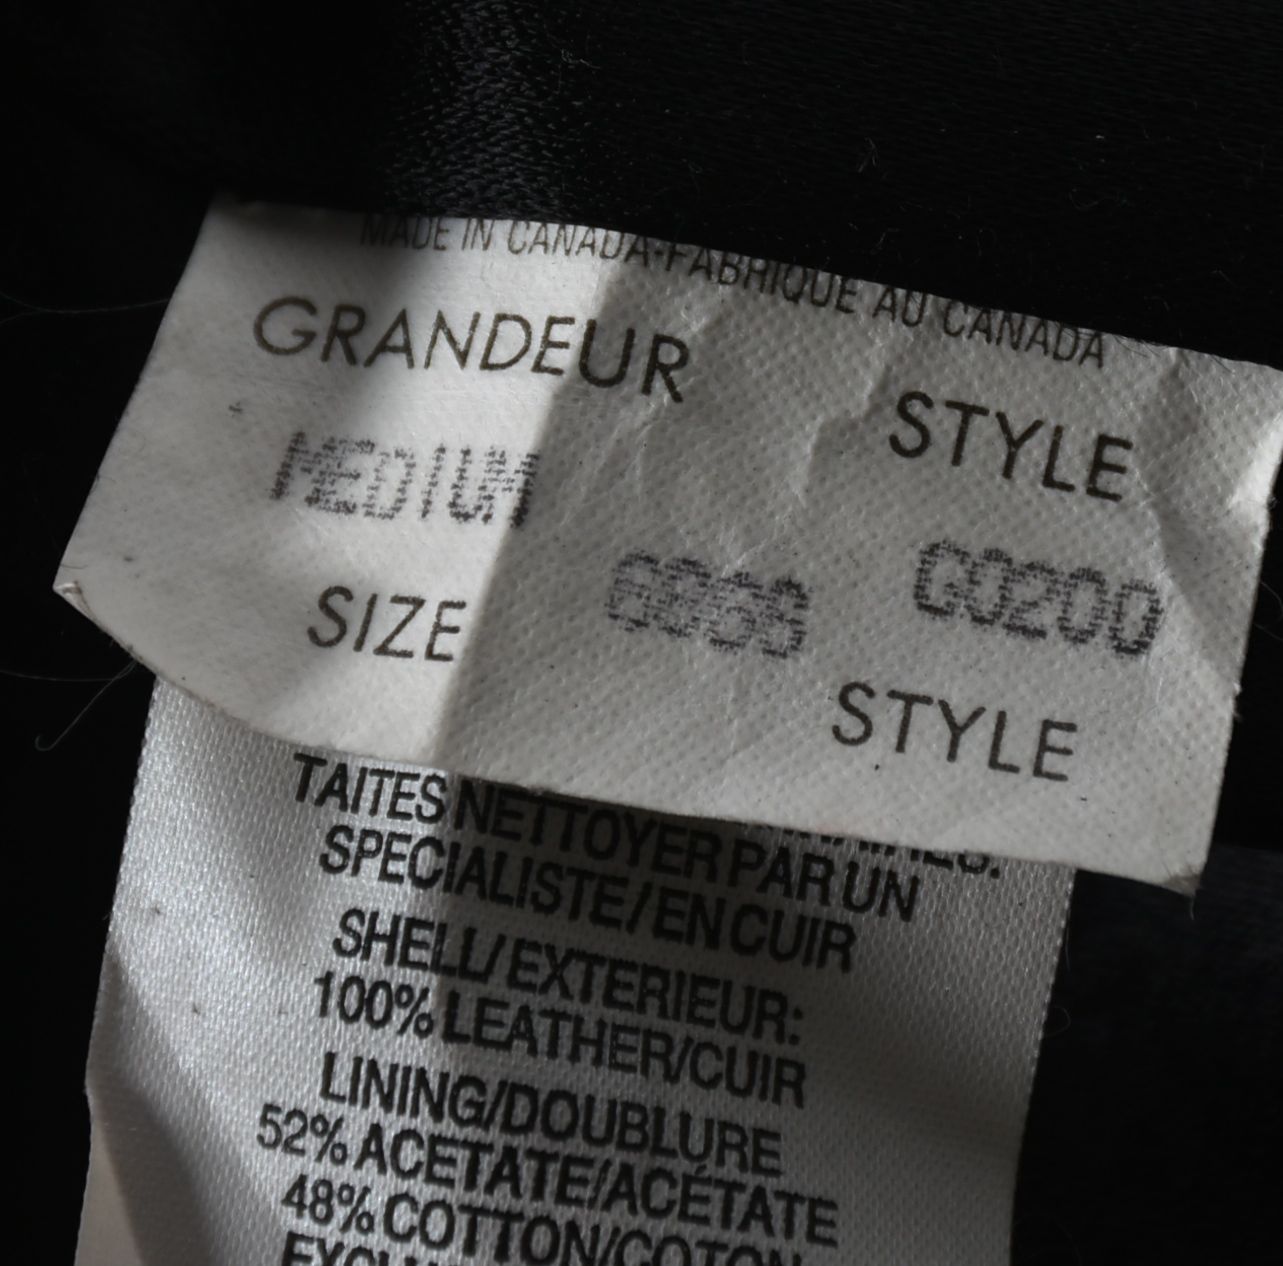 MADE IN CANADA-FABRIQUE AU CANADA
GRANDEUR STYLE
MEDIUM G0200
SIZE STYLE
TAITES NETTOYER PAR UN
SPECIALISTE/EN CUIR
SHELL/EXTERIEUR:
100% LEATHER/CUIR
LINING/DOUBLURE
52% ACETATE/ACÉTATE
48% COTTON/COTON